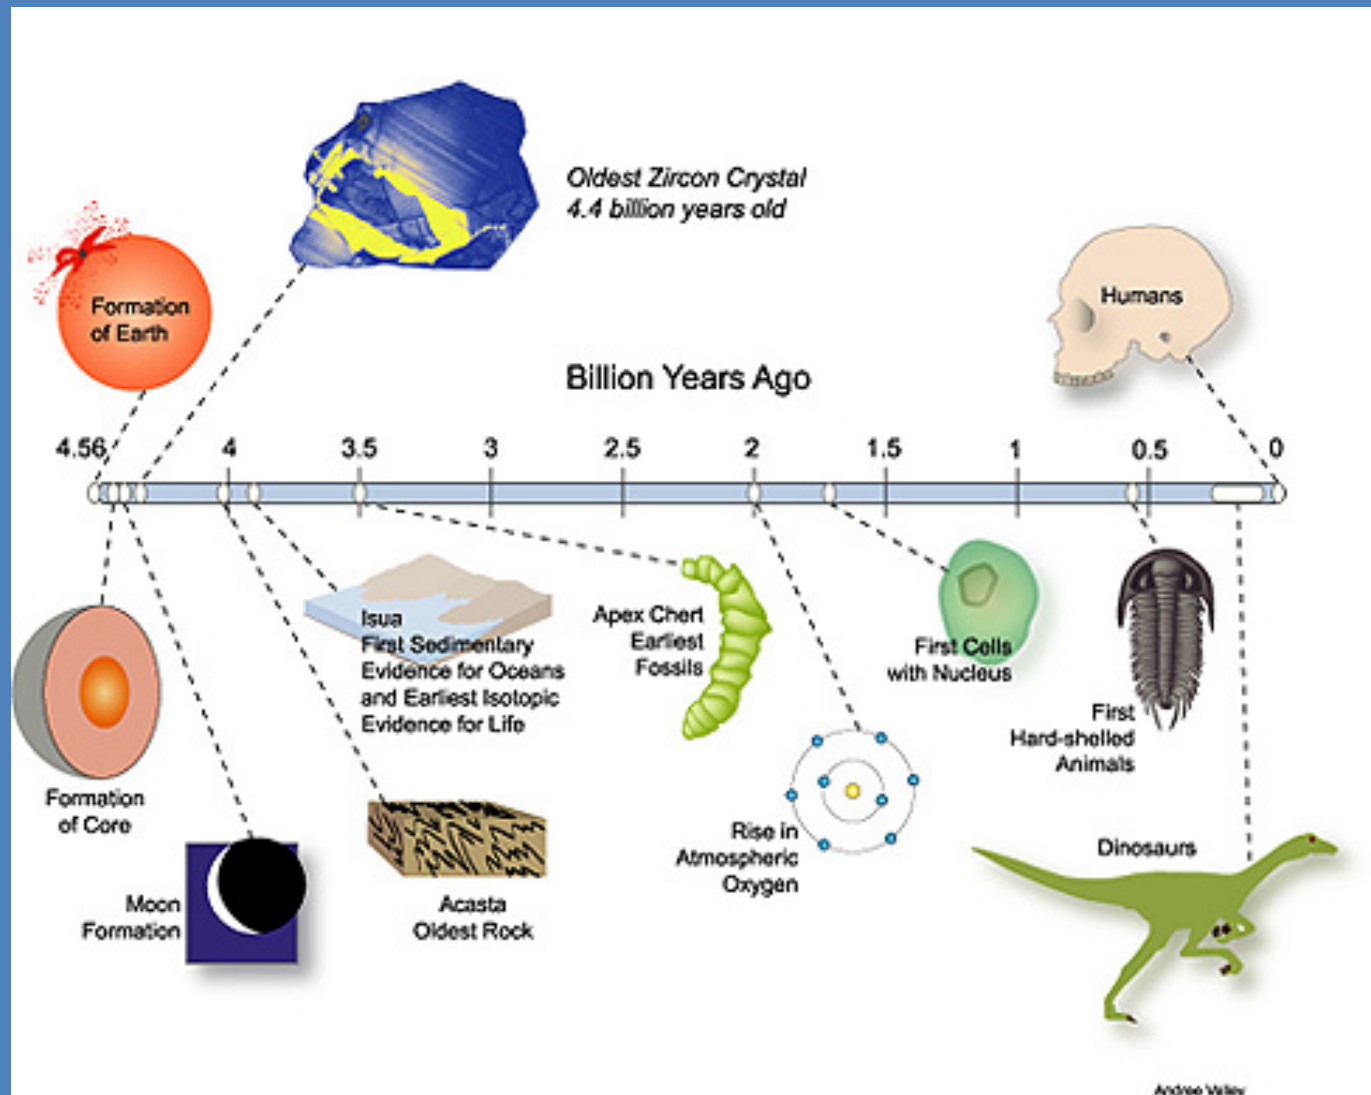 Oldest Zircon Crystal
4.4 billion years old
Formation
of Earth
Humans
Billion Years Ago
4.56 4 3.5 3 2.5 2 1.5 1 0.5 0
Isua
First Sedimentary
Evidence for Oceans
and Earliest Isotopic
Evidence for Life
Apex Chert
Earliest
Fossils
First Cells
with Nucleus
First
Hard-shelled
Animals
Formation
of Core
Rise in
Atmospheric
Oxygen
Dinosaurs
Moon
Formation
Acasta
Oldest Rock
Andree Valley